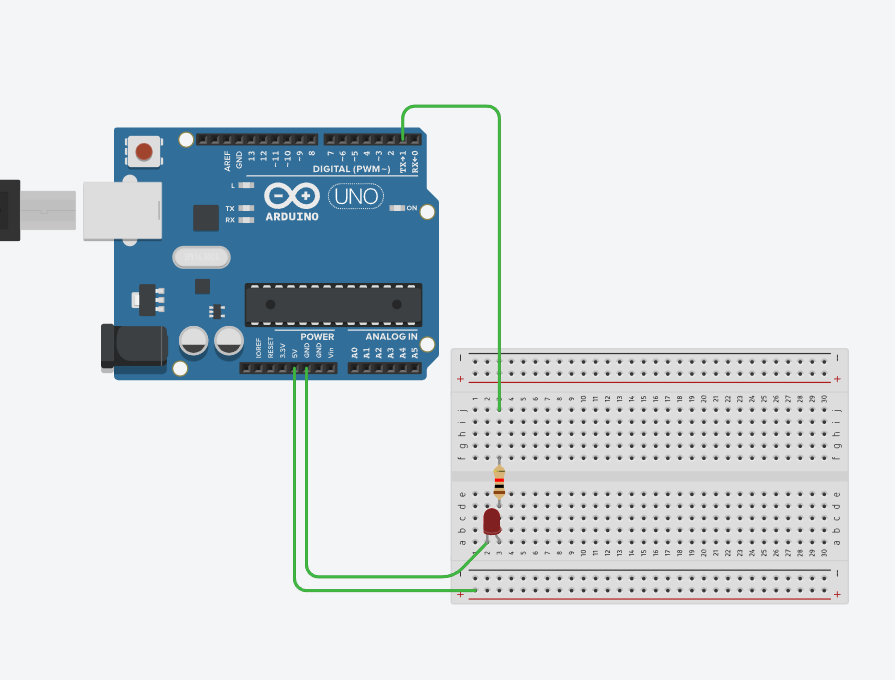 AREF
GND
13
12
~11
~10
~9
8
7
~6
~5
4
~3
2
TX→1
RX←0
DIGITAL (PWM~)
L
TX
RX
ARDUINO
UNO
ON
POWER
ANALOG IN
IOREF
RESET
3.3V
5V
GND
GND
Vin
A0
A1
A2
A3
A4
A5
− −
+ +
1 2 3 4 5 6 7 8 9 10 11 12 13 14 15 16 17 18 19 20 21 22 23 24 25 26 27 28 29 30
j j
i i
h h
g g
f f
e e
d d
c c
b b
a a
1 2 3 4 5 6 7 8 9 10 11 12 13 14 15 16 17 18 19 20 21 22 23 24 25 26 27 28 29 30
− −
+ +